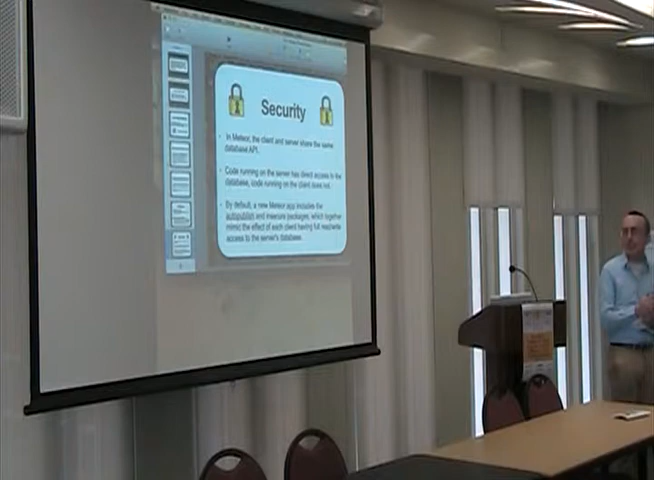 Security
In Meteor, the client and server share the same
database API.
Code running on the server has direct access to the
database, code running on the client does not.
By default, a new Meteor app includes the
autopublish and insecure packages, which together
mimic the effect of each client having full read/write
access to the server's database.